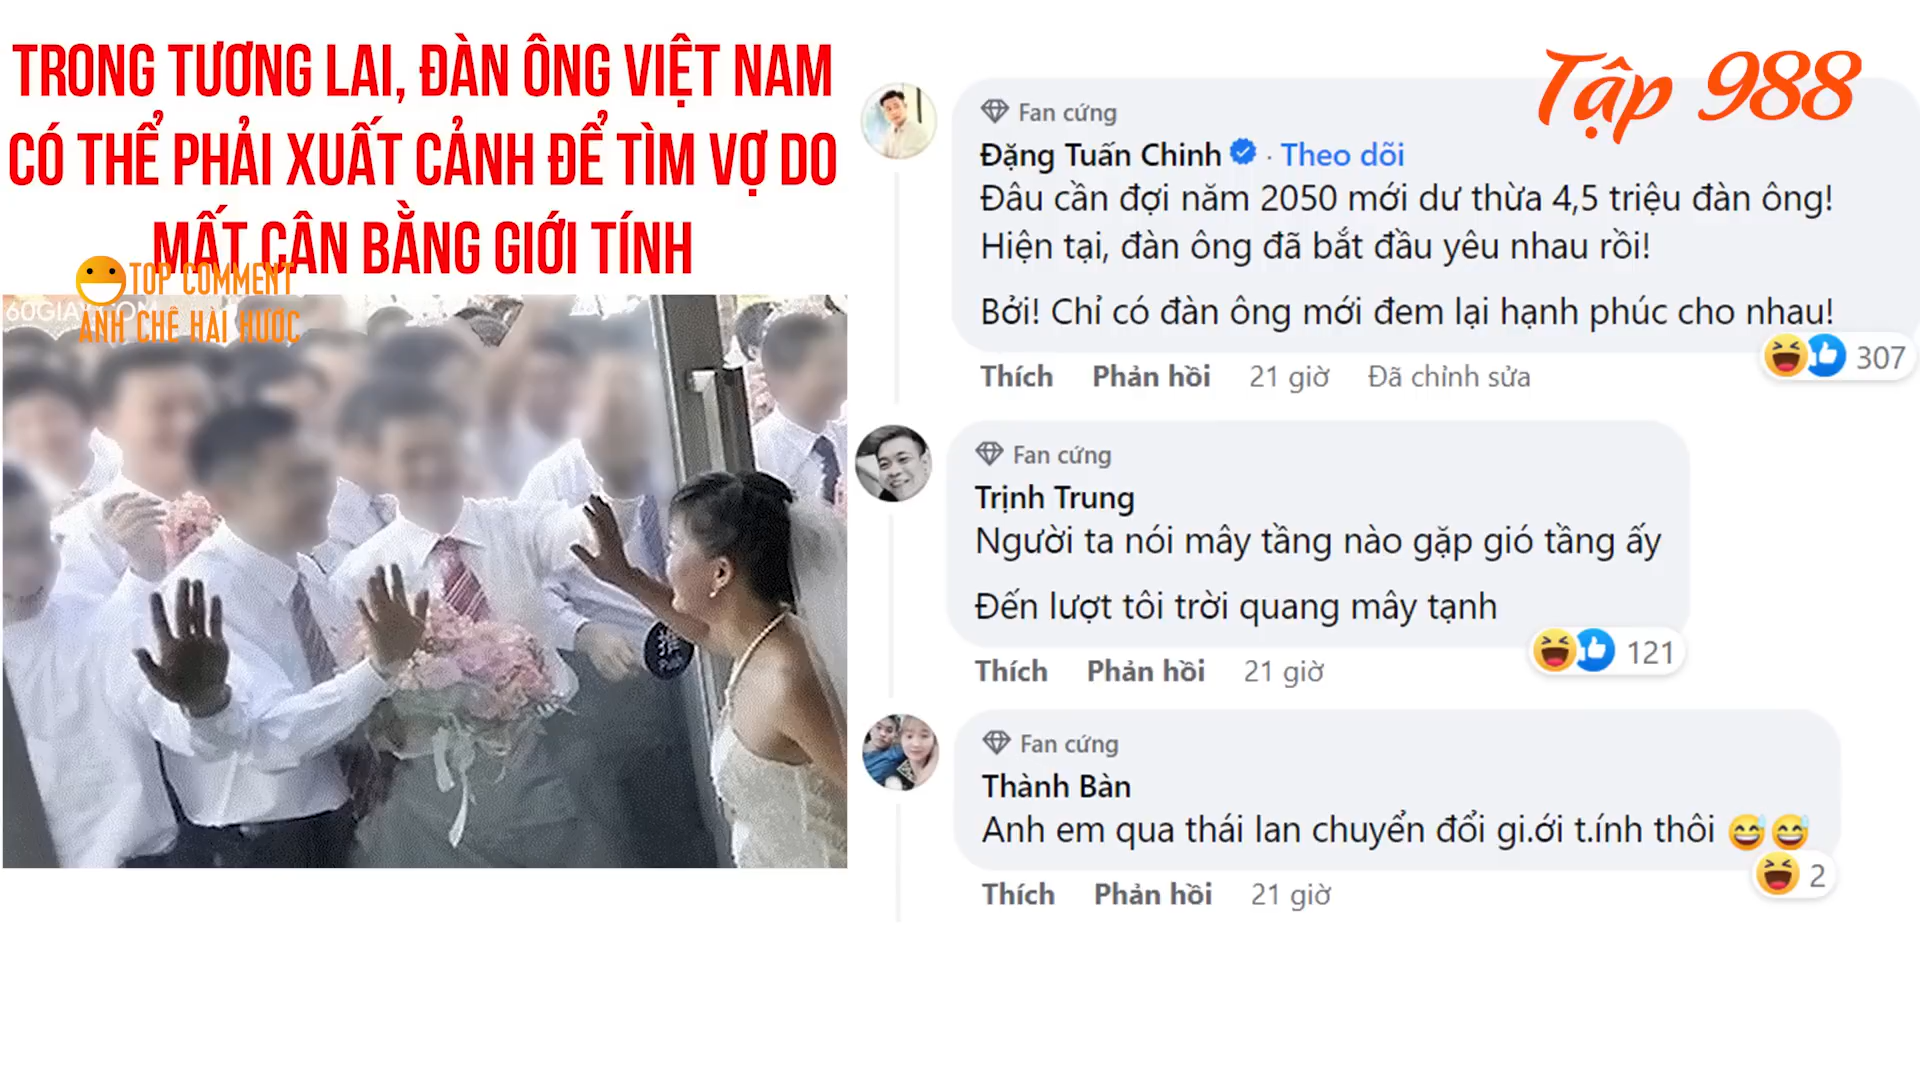 TRONG TƯƠNG LAI, ĐÀN ÔNG VIỆT NAM
CÓ THỂ PHẢI XUẤT CẢNH ĐỂ TÌM VỢ DO
MẤT CÂN BẰNG GIỚI TÍNH
TOP COMMENT
ẢNH CHẾ HÀI HƯỚC
60GIAY.COM
推
Push
Tập 988
Fan cứng
Đặng Tuấn Chinh · Theo dõi
Đâu cần đợi năm 2050 mới dư thừa 4,5 triệu đàn ông!
Hiện tại, đàn ông đã bắt đầu yêu nhau rồi!
Bởi! Chỉ có đàn ông mới đem lại hạnh phúc cho nhau!
Thích Phản hồi 21 giờ Đã chỉnh sửa
307
Fan cứng
Trịnh Trung
Người ta nói mây tầng nào gặp gió tầng ấy
Đến lượt tôi trời quang mây tạnh
Thích Phản hồi 21 giờ
121
Fan cứng
Thành Bàn
Anh em qua thái lan chuyển đổi gi.ới t.ính thôi 😅😅
Thích Phản hồi 21 giờ
2